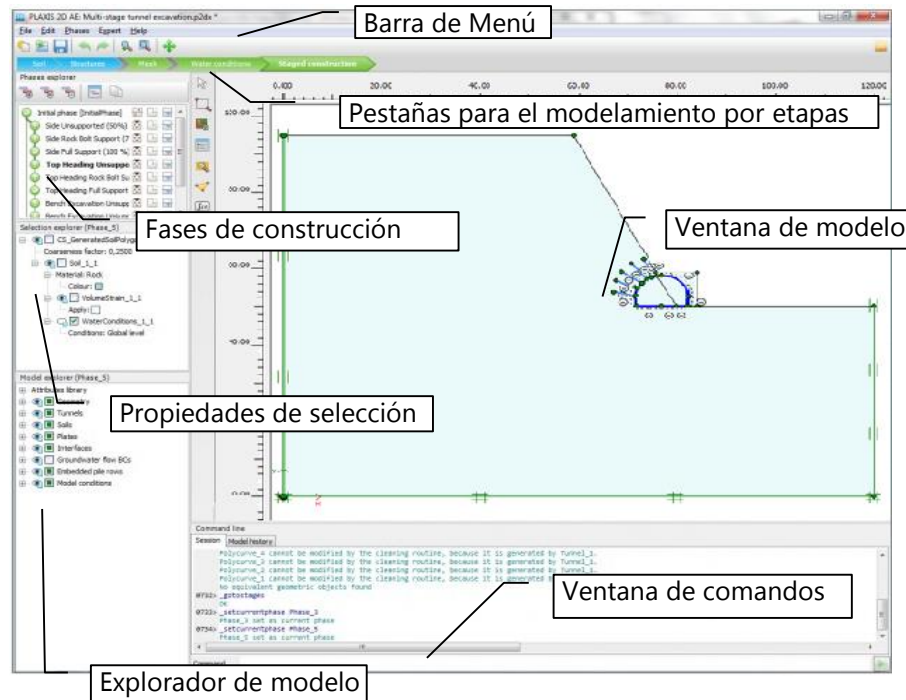 PLAXIS 2D AE: Multi-stage tunnel excavation.p2dx *
Barra de Menú
File Edit Phases Expert Help
Soil Structures Mesh Water conditions Staged construction
Phases explorer
0.00 20.00 40.00 60.00 80.00 100.00 120.00
Pestañas para el modelamiento por etapas
Initial phase [InitialPhase]
Side Unsupported (50%)
Side Rock Bolt Support (7
Side Full Support (100 %)
Top Heading Unsuppo
Top Heading Rock Bolt Su
Top Heading Full Support
Bench Excavation Unsupp
Fases de construcción
Ventana de modelo
Selection explorer (Phase_5)
CS_GeneratedSoilPolyg
Coarseness factor: 0,2500
Soil_1_1
Material: Rock
Colour:
VolumeStrain_1_1
Apply:
WaterConditions_1_1
Conditions: Global level
Model explorer (Phase_5)
Attributes library
Geometry
Propiedades de selección
Tunnels
Soils
Plates
Interfaces
Groundwater flow BCs
Embedded pile rows
Model conditions
0.00
Command line
Session Model history
Polycurve_4 cannot be modified by the cleaning routine, because it is generated by Tunnel_1.
Polycurve_3 cannot be modified by the cleaning routine, because it is generated by Tunnel_1.
Polycurve_2 cannot be modified by the cleaning routine, because it is generated by Tunnel_1.
Polycurve_1 cannot be modified by the cleaning routine, because it is generated by
No equivalent geometric objects found
0732> _gotostages
OK
0733> _setcurrentphase Phase_3
Phase_3 set as current phase
0734> _setcurrentphase Phase_5
Phase_5 set as current phase
Ventana de comandos
Command
Explorador de modelo